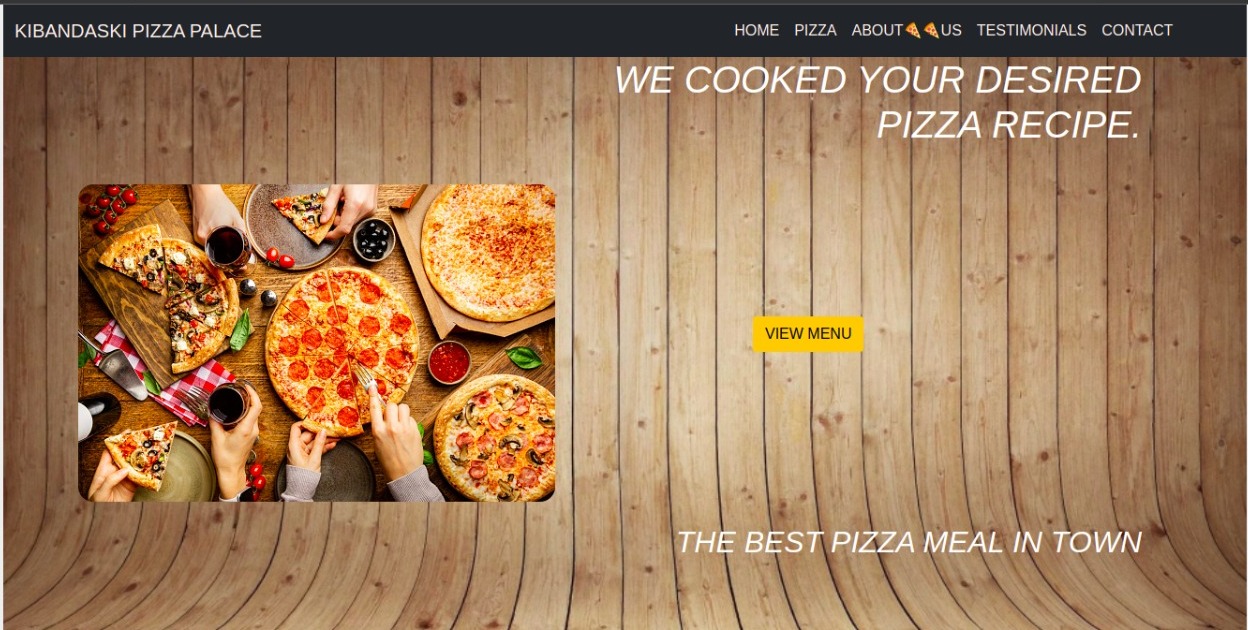 KIBANDASKI PIZZA PALACE
HOME PIZZA ABOUT🍕🍕US TESTIMONIALS CONTACT
WE COOKED YOUR DESIRED
PIZZA RECIPE.
VIEW MENU
THE BEST PIZZA MEAL IN TOWN